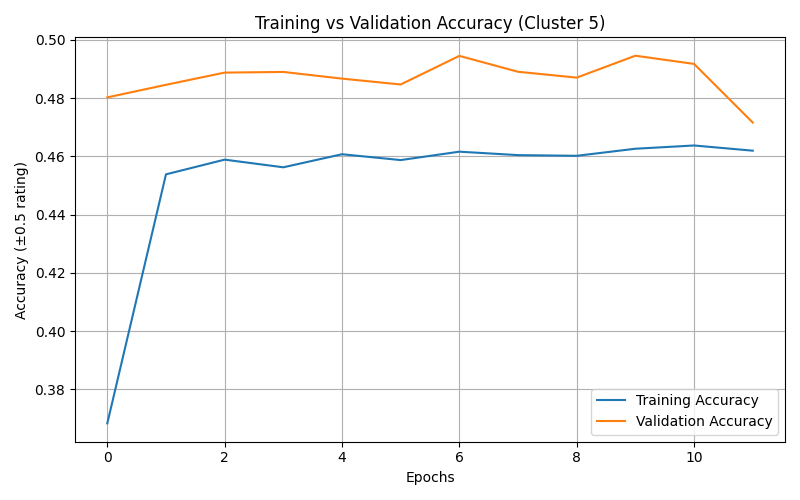 Training vs Validation Accuracy (Cluster 5)
0.50
0.48
0.46
0.44
0.42
0.40
0.38
Accuracy (±0.5 rating)
0 2 4 6 8 10
Epochs
Training Accuracy
Validation Accuracy